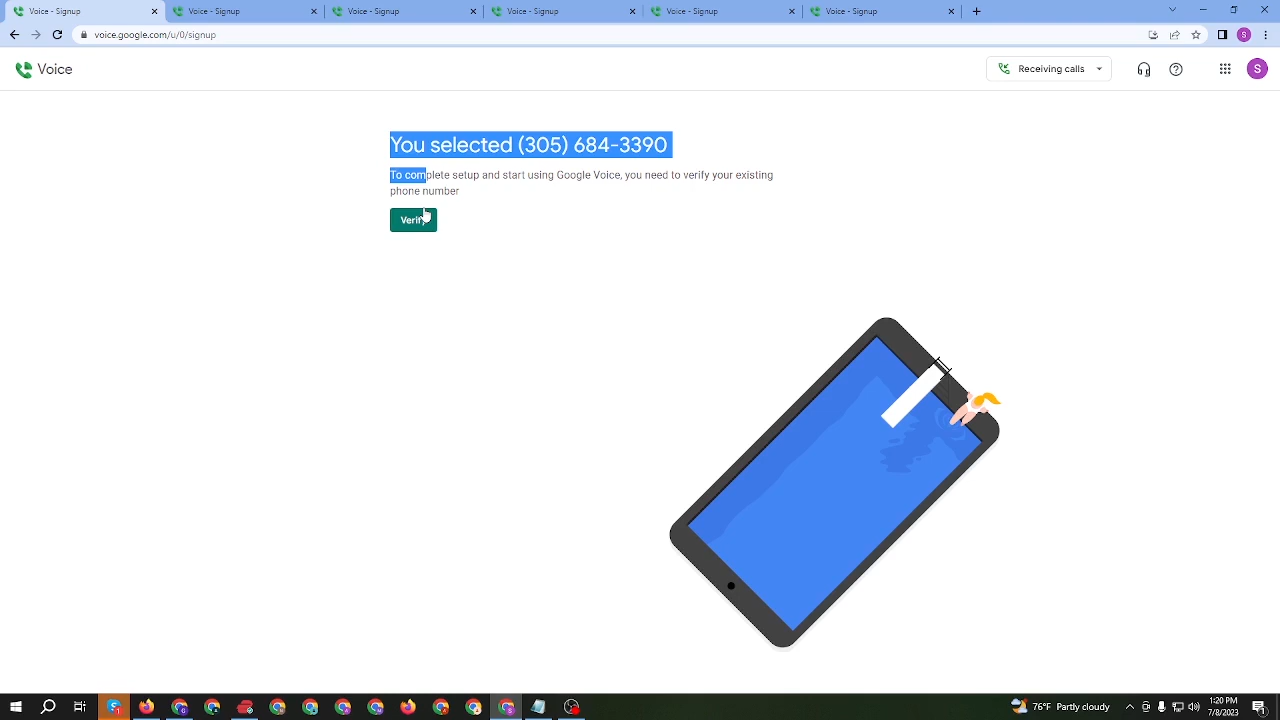 Voice - Signup
Voice - Signup
Voice - Signup
Voice - Signup
Voice - Signup
Voice - Signup
voice.google.com/u/0/signup
S
Voice
Receiving calls
S
You selected (305) 684-3390
To complete setup and start using Google Voice, you need to verify your existing
phone number
Verify
76°F Partly cloudy
1:20 PM
7/8/2023